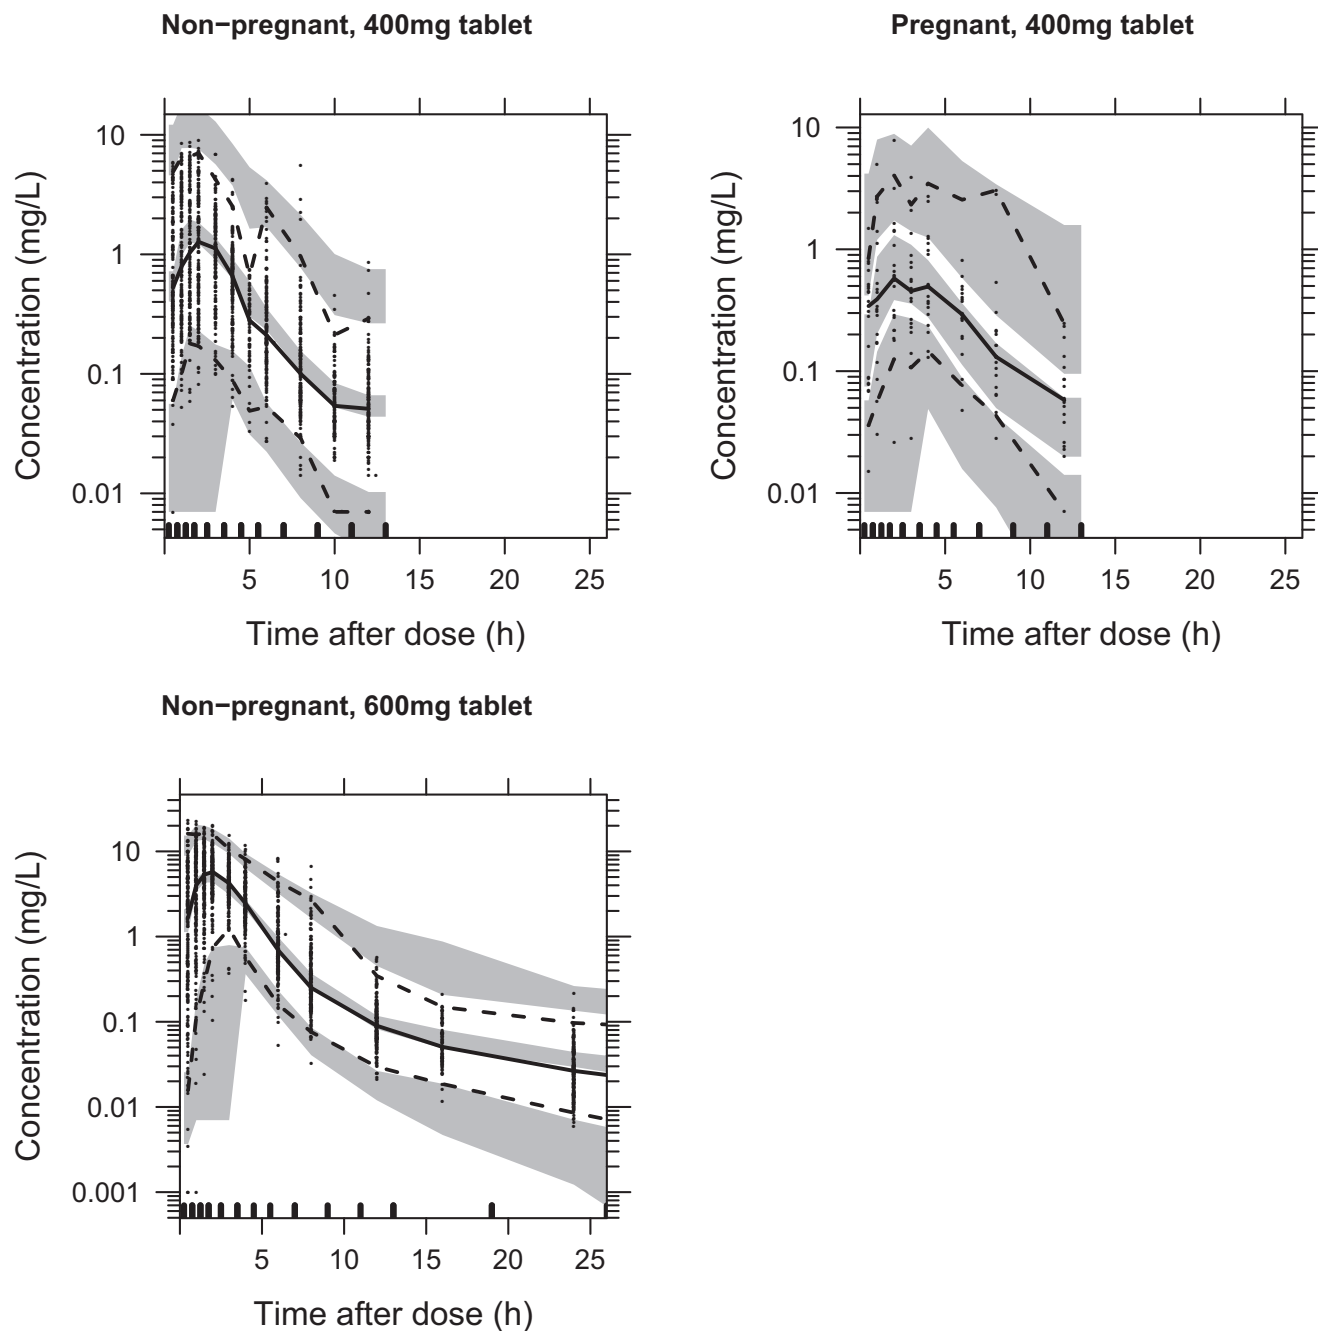 Non−pregnant, 400mg tablet
Concentration (mg/L)
10
1
0.1
0.01
5 10 15 20 25
Time after dose (h)
Pregnant, 400mg tablet
Concentration (mg/L)
10
1
0.1
0.01
5 10 15 20 25
Time after dose (h)
Non−pregnant, 600mg tablet
Concentration (mg/L)
10
1
0.1
0.01
0.001
5 10 15 20 25
Time after dose (h)